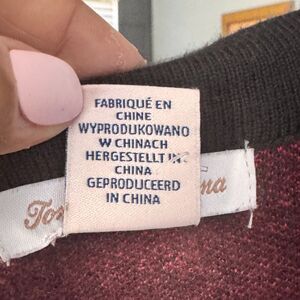 FABRIQUÉ EN
CHINE
WYPRODUKOWANO
W CHINACH
HERGESTELLT IN
CHINA
GEPRODUCEERD
IN CHINA